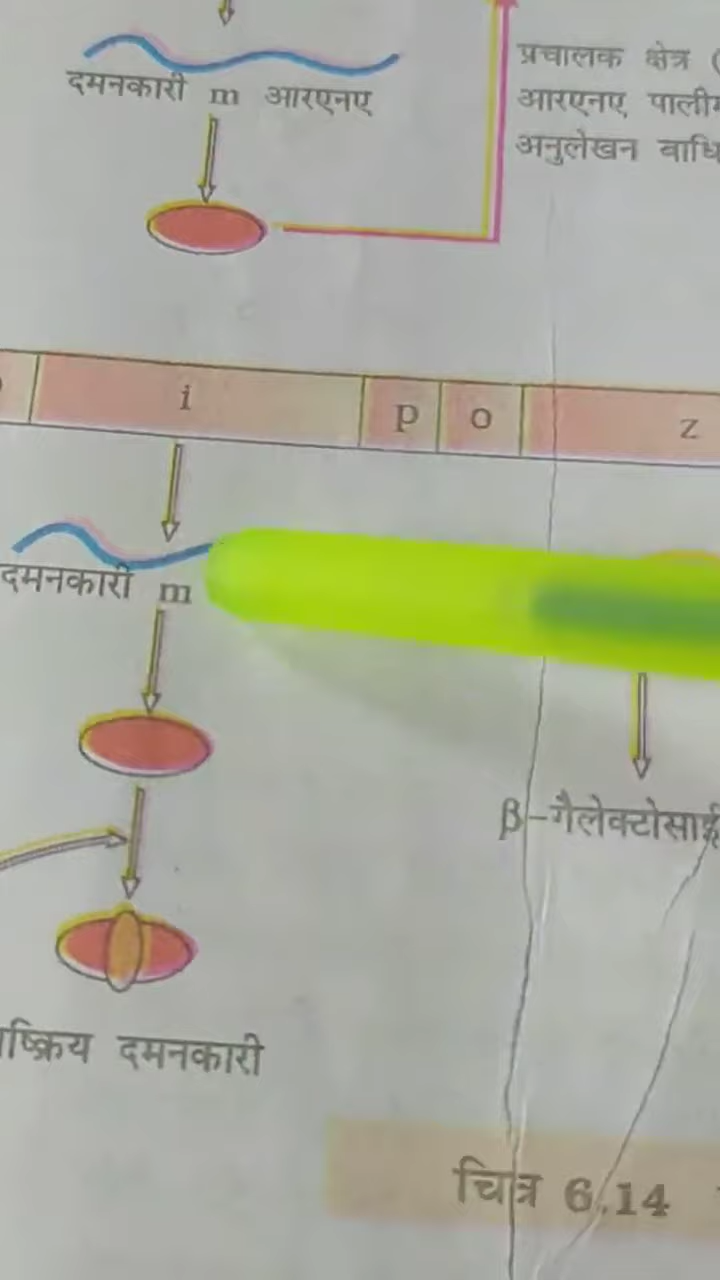 प्रचालक क्षेत्र (
दमनकारी m आरएनए
आरएनए
अनुलेखन
i p o z
दमनकारी m
β-गैलेक्टोसाई
दमनकारी
चित्र 6.14